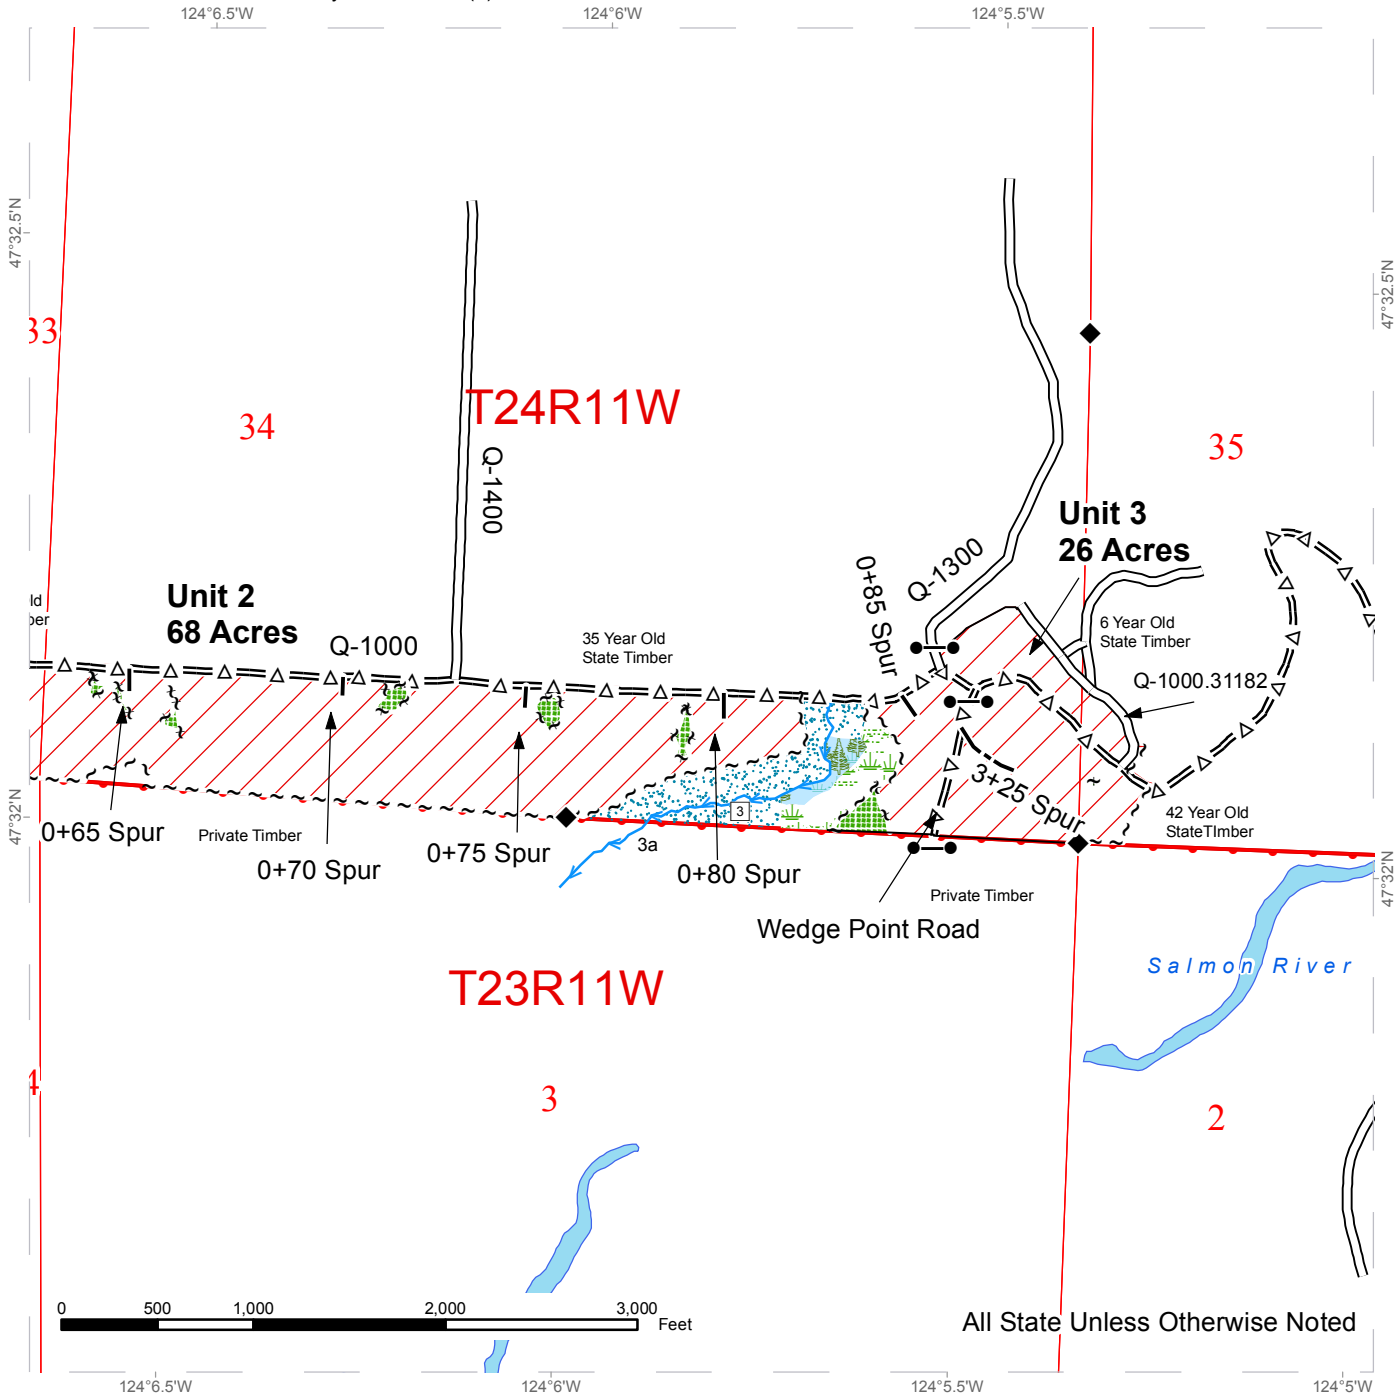 124°6.5'W
124°6'W
124°5.5'W
47°32.5'N
47°32.5'N
33
34
T24R11W
35
Q-1400
Unit 3
26 Acres
Q-1300
0+85 Spur
Unit 2
68 Acres
Q-1000
35 Year Old
State Timber
6 Year Old
State Timber
Q-1000.31182
3+25 Spur
47°32'N
0+65 Spur
Private Timber
0+70 Spur
0+75 Spur
3
3a
0+80 Spur
42 Year Old
StateTImber
47°32'N
Private Timber
Wedge Point Road
Salmon River
T23R11W
4
3
2
0 500 1,000 2,000 3,000
Feet
All State Unless Otherwise Noted
124°6.5'W
124°6'W
124°5.5'W
124°5'W